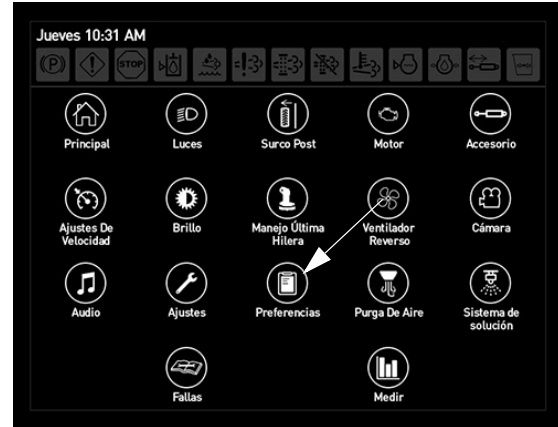 Jueves 10:31 AM
(P) STOP
Principal Luces Surco Post Motor Accesorio
Ajustes De Brillo Manejo Última Ventilador Cámara
Velocidad Hilera Reverso
Audio Ajustes Preferencias Purga De Aire Sistema de
solución
Fallas Medir